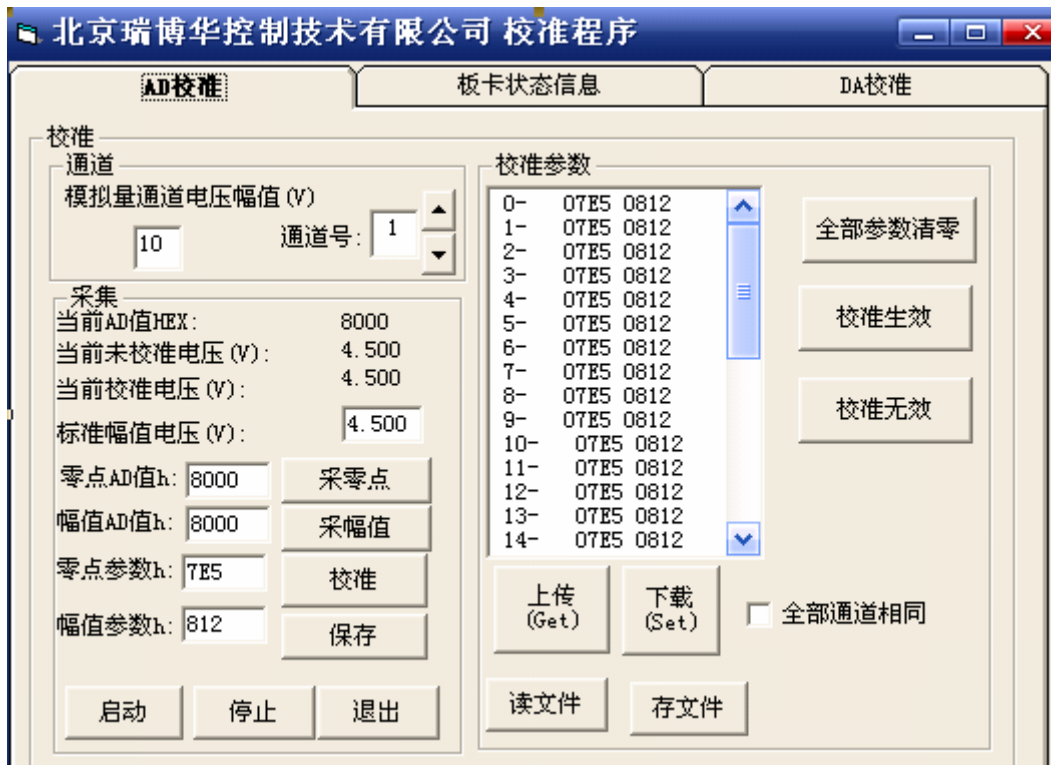 北京瑞博华控制技术有限公司 校准程序
AD校准 板卡状态信息 DA校准
校准
通道
模拟量通道电压幅值(V)
10
通道号: 1
采集
当前AD值HEX: 8000
当前未校准电压(V): 4.500
当前校准电压(V): 4.500
标准幅值电压(V): 4.500
零点AD值h: 8000 采零点
幅值AD值h: 8000 采幅值
零点参数h: 7E5 校准
幅值参数h: 812 保存
启动 停止 退出
校准参数
0- 07E5 0812
1- 07E5 0812
2- 07E5 0812
3- 07E5 0812
4- 07E5 0812
5- 07E5 0812
6- 07E5 0812
7- 07E5 0812
8- 07E5 0812
9- 07E5 0812
10- 07E5 0812
11- 07E5 0812
12- 07E5 0812
13- 07E5 0812
14- 07E5 0812
全部参数清零
校准生效
校准无效
上传
(Get)
下载
(Set)
全部通道相同
读文件 存文件